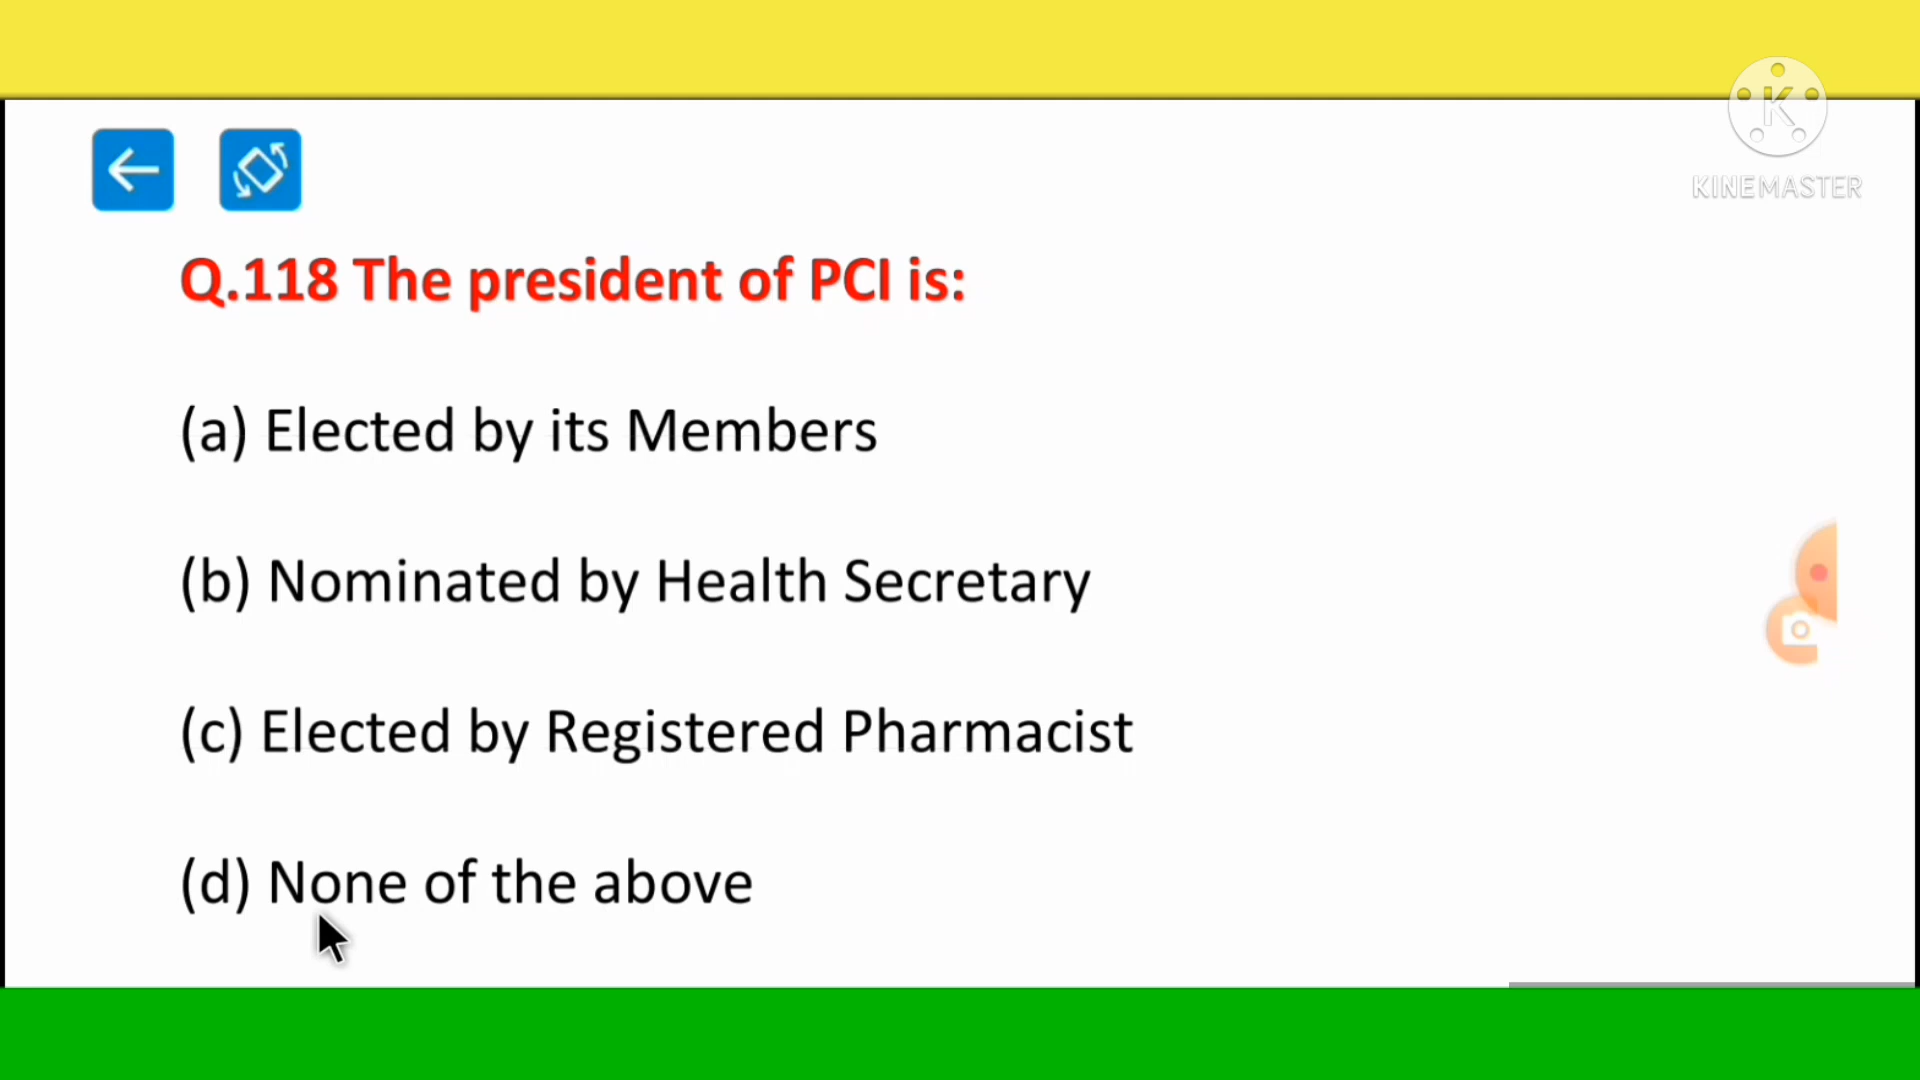 K
KINEMASTER
Q.118 The president of PCI is:
(a) Elected by its Members
(b) Nominated by Health Secretary
(c) Elected by Registered Pharmacist
(d) None of the above